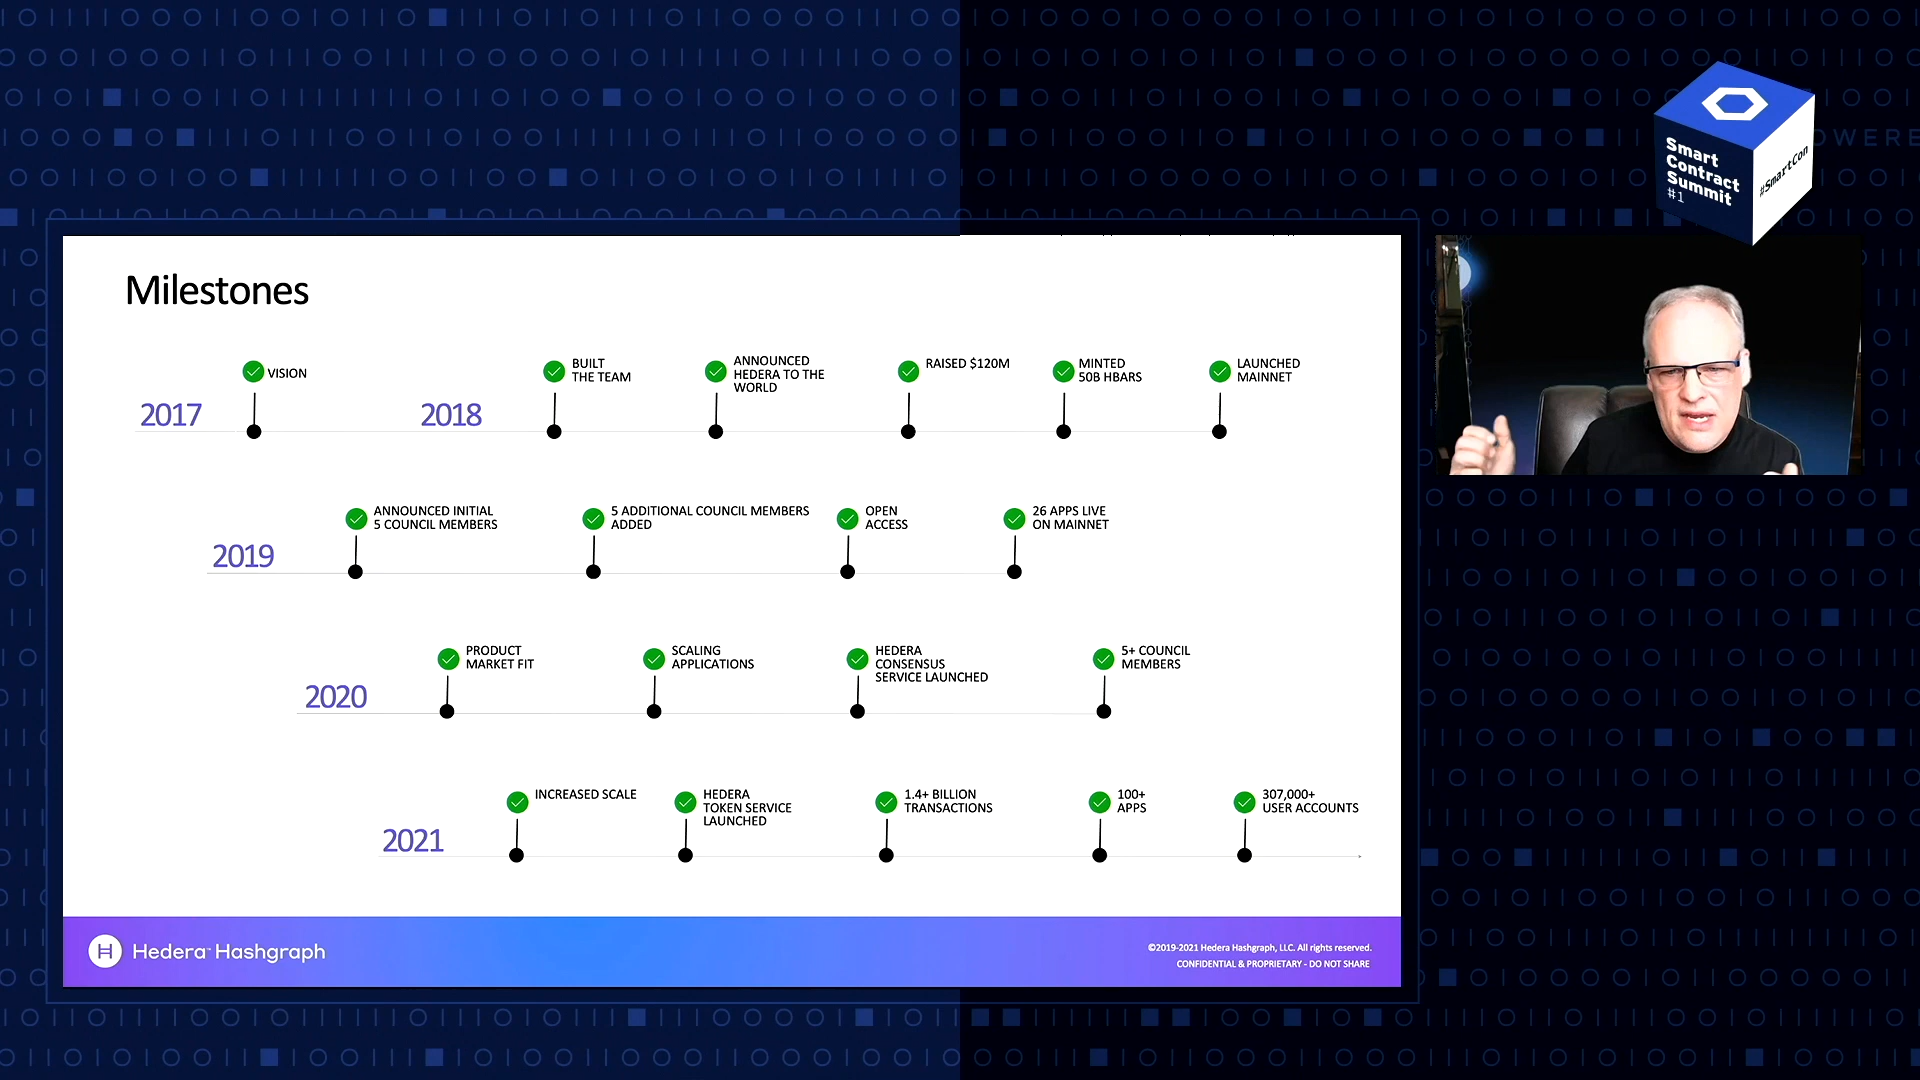 OWERE
Smart
Contract
Summit
#1
#SmartCon
Milestones
VISION
BUILT
THE TEAM
ANNOUNCED
HEDERA TO THE
WORLD
RAISED $120M
MINTED
50B HBARS
LAUNCHED
MAINNET
2017
2018
ANNOUNCED INITIAL
5 COUNCIL MEMBERS
5 ADDITIONAL COUNCIL MEMBERS
ADDED
OPEN
ACCESS
26 APPS LIVE
ON MAINNET
2019
PRODUCT
MARKET FIT
SCALING
APPLICATIONS
HEDERA
CONSENSUS
SERVICE LAUNCHED
5+ COUNCIL
MEMBERS
2020
INCREASED SCALE
HEDERA
TOKEN SERVICE
LAUNCHED
1.4+ BILLION
TRANSACTIONS
100+
APPS
307,000+
USER ACCOUNTS
2021
H
Hedera™ Hashgraph
©2019-2021 Hedera Hashgraph, LLC. All rights reserved.
CONFIDENTIAL & PROPRIETARY - DO NOT SHARE